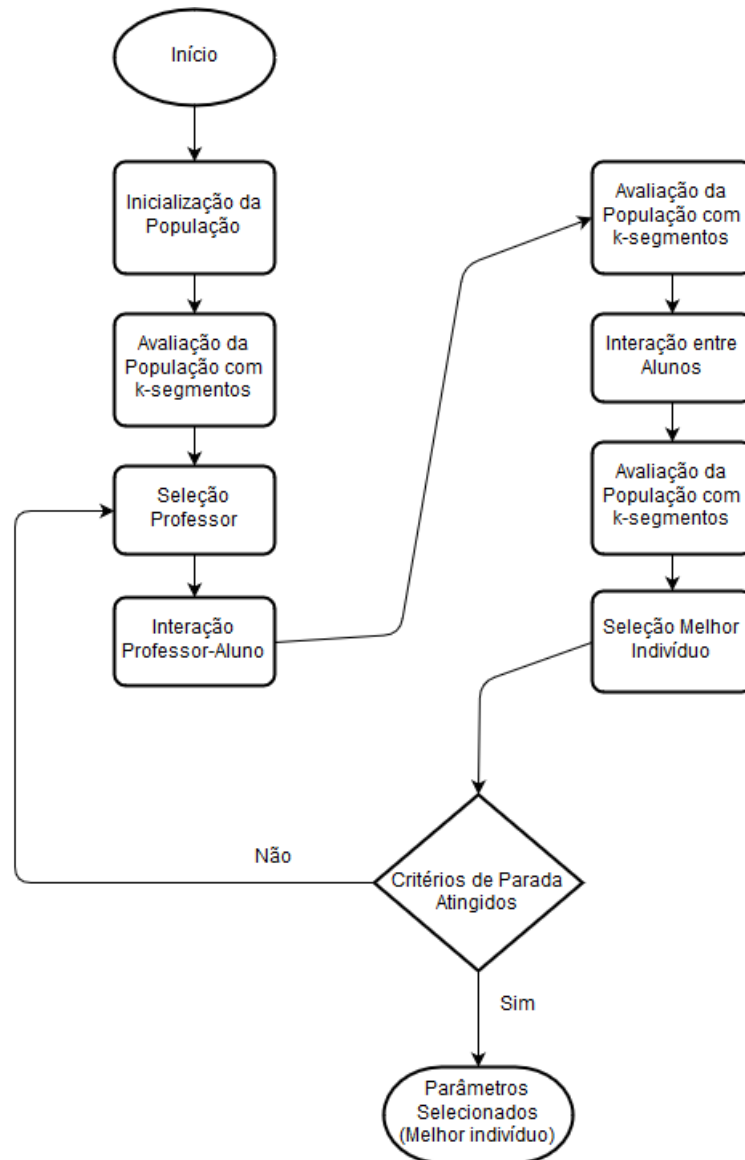 Início
Inicialização da
População
Avaliação da
População com
k-segmentos
Seleção
Professor
Interação
Professor-Aluno
Avaliação da
População com
k-segmentos
Interação entre
Alunos
Avaliação da
População com
k-segmentos
Seleção Melhor
Indivíduo
Critérios de Parada
Atingidos
Não
Sim
Parâmetros
Selecionados
(Melhor indivíduo)